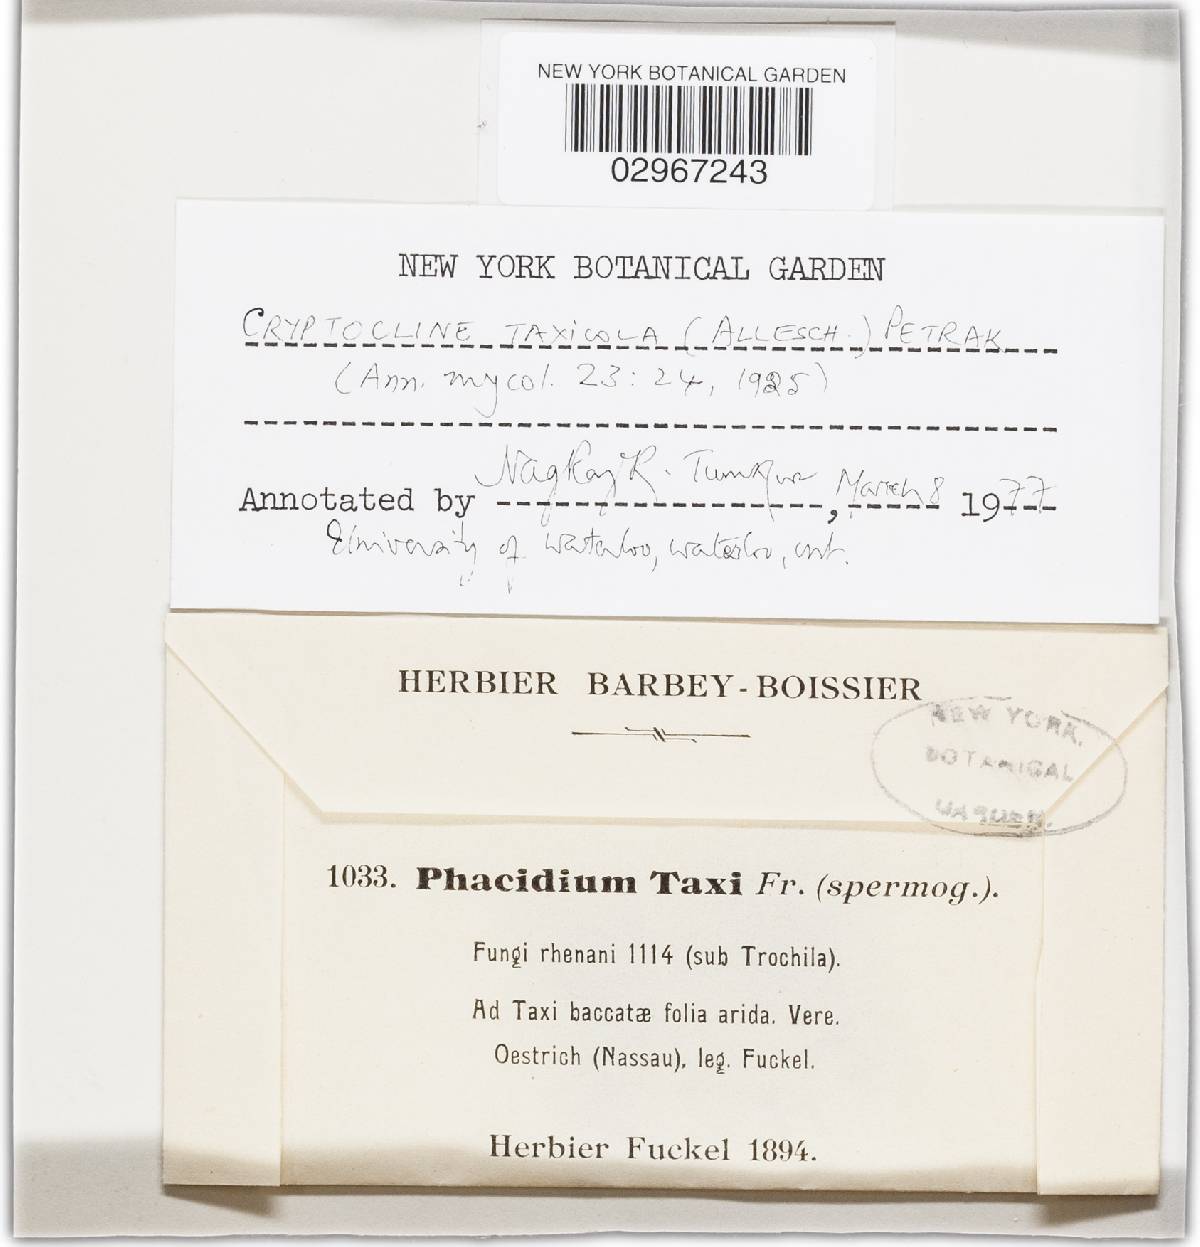 NEW YORK BOTANICAL GARDEN
02967243
NEW YORK BOTANICAL GARDEN
CRYPTOCLINE TAXICOLA (ALLESCH.) PETRAK
(Ann. mycol. 23: 24, 1925)
Annotated by Nag Raj R. Tumkur, March 8 1977
University of Waterloo, Waterloo, Ont.
HERBIER BARBEY-BOISSIER
NEW YORK
BOTANICAL
GARDEN.
1033. Phacidium Taxi Fr. (spermog.).
Fungi rhenani 1114 (sub Trochila).
Ad Taxi baccatæ folia arida. Vere.
Oestrich (Nassau), leg. Fuckel.
Herbier Fuckel 1894.